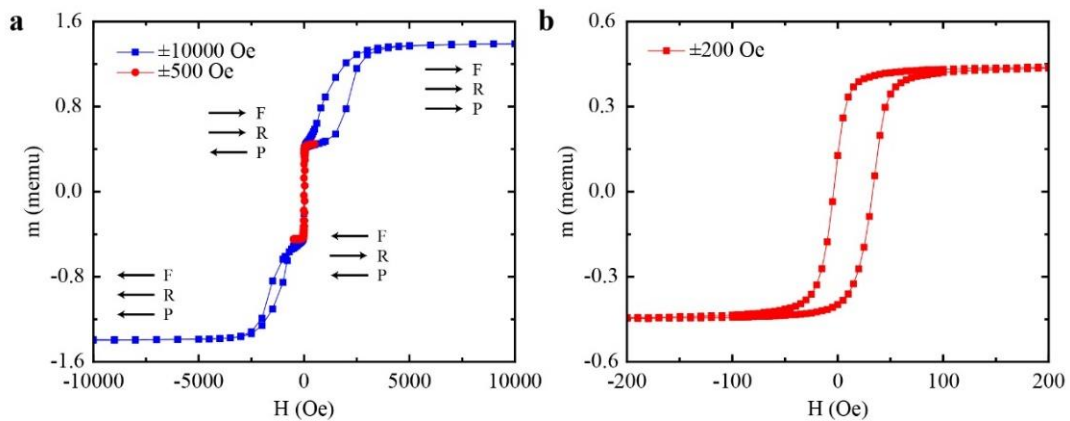 a
±10000 Oe
±500 Oe
F
R
P
F
R
P
F
R
P
F
R
P
1.6
0.8
0.0
-0.8
-1.6
m (memu)
-10000 -5000 0 5000 10000
H (Oe)
b
±200 Oe
0.6
0.3
0.0
-0.3
-0.6
m (memu)
-200 -100 0 100 200
H (Oe)